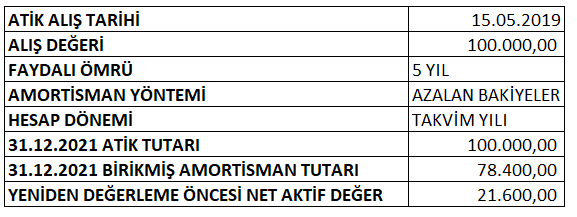 ATİK ALIŞ TARİHİ 15.05.2019
ALIŞ DEĞERİ 100.000,00
FAYDALI ÖMRÜ 5 YIL
AMORTİSMAN YÖNTEMİ AZALAN BAKİYELER
HESAP DÖNEMİ TAKVİM YILI
31.12.2021 ATİK TUTARI 100.000,00
31.12.2021 BİRİKMİŞ AMORTİSMAN TUTARI 78.400,00
YENİDEN DEĞERLEME ÖNCESİ NET AKTİF DEĞER 21.600,00